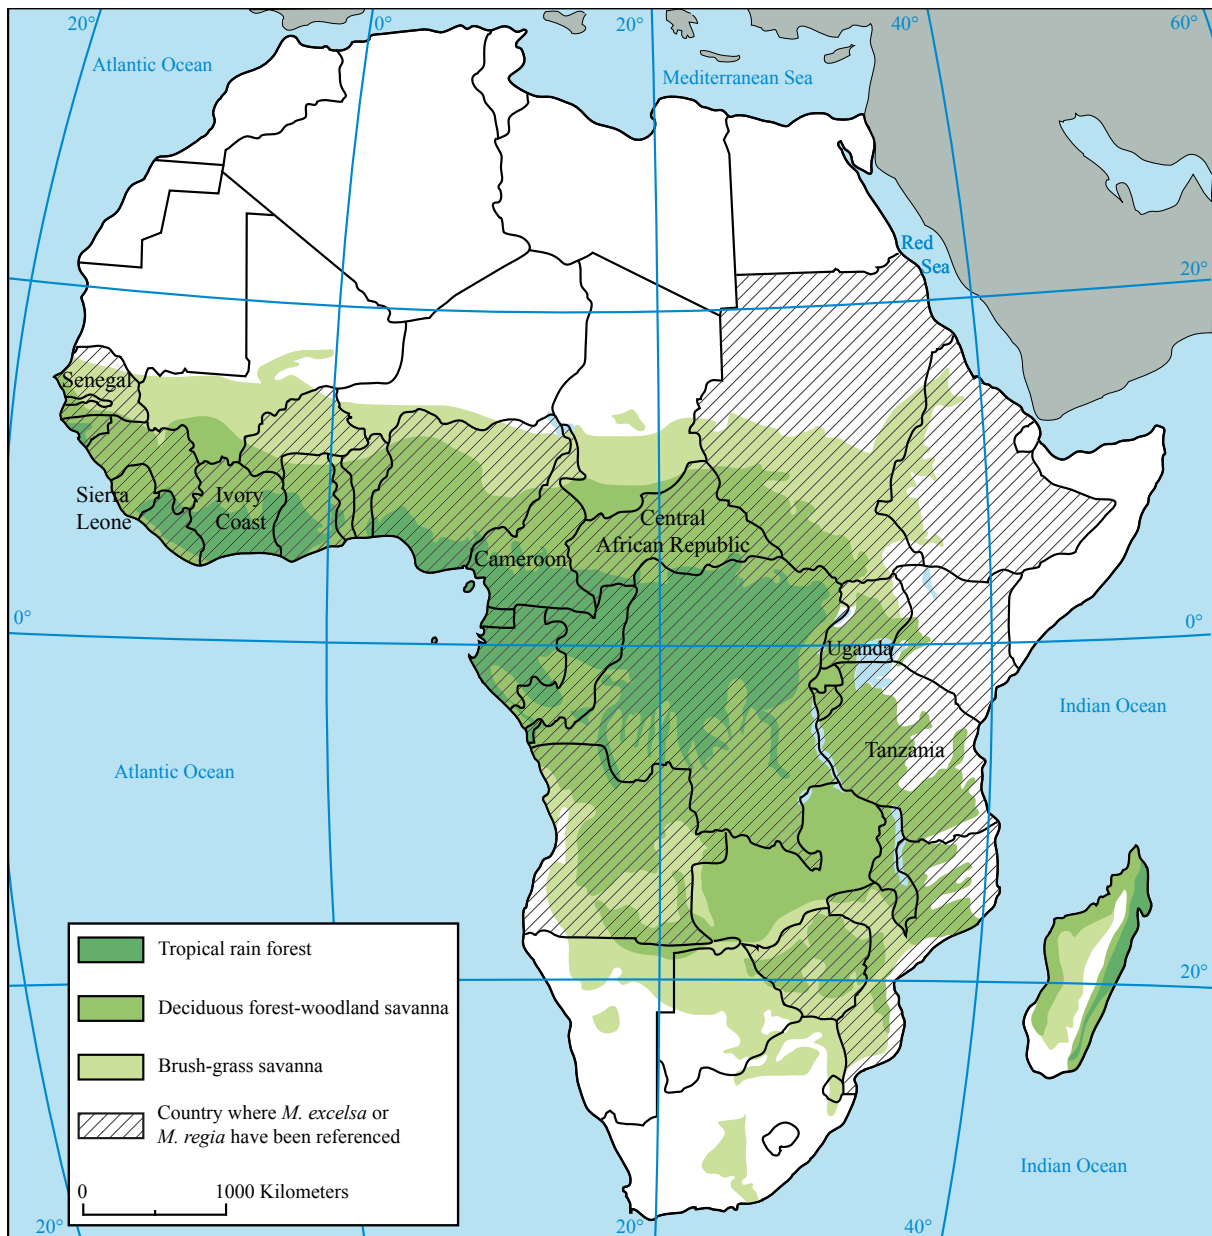 20°
0°
20°
40°
60°
Atlantic Ocean
Mediterranean Sea
Red
Sea
20°
Senegal
Sierra
Leone
Ivory
Coast
Central
African Republic
Cameroon
0°
0°
Uganda
Indian Ocean
Tanzania
Atlantic Ocean
Tropical rain forest
20°
Deciduous forest-woodland savanna
Brush-grass savanna
Country where M. excelsa or
M. regia have been referenced
Indian Ocean
0
1000 Kilometers
20°
20°
40°